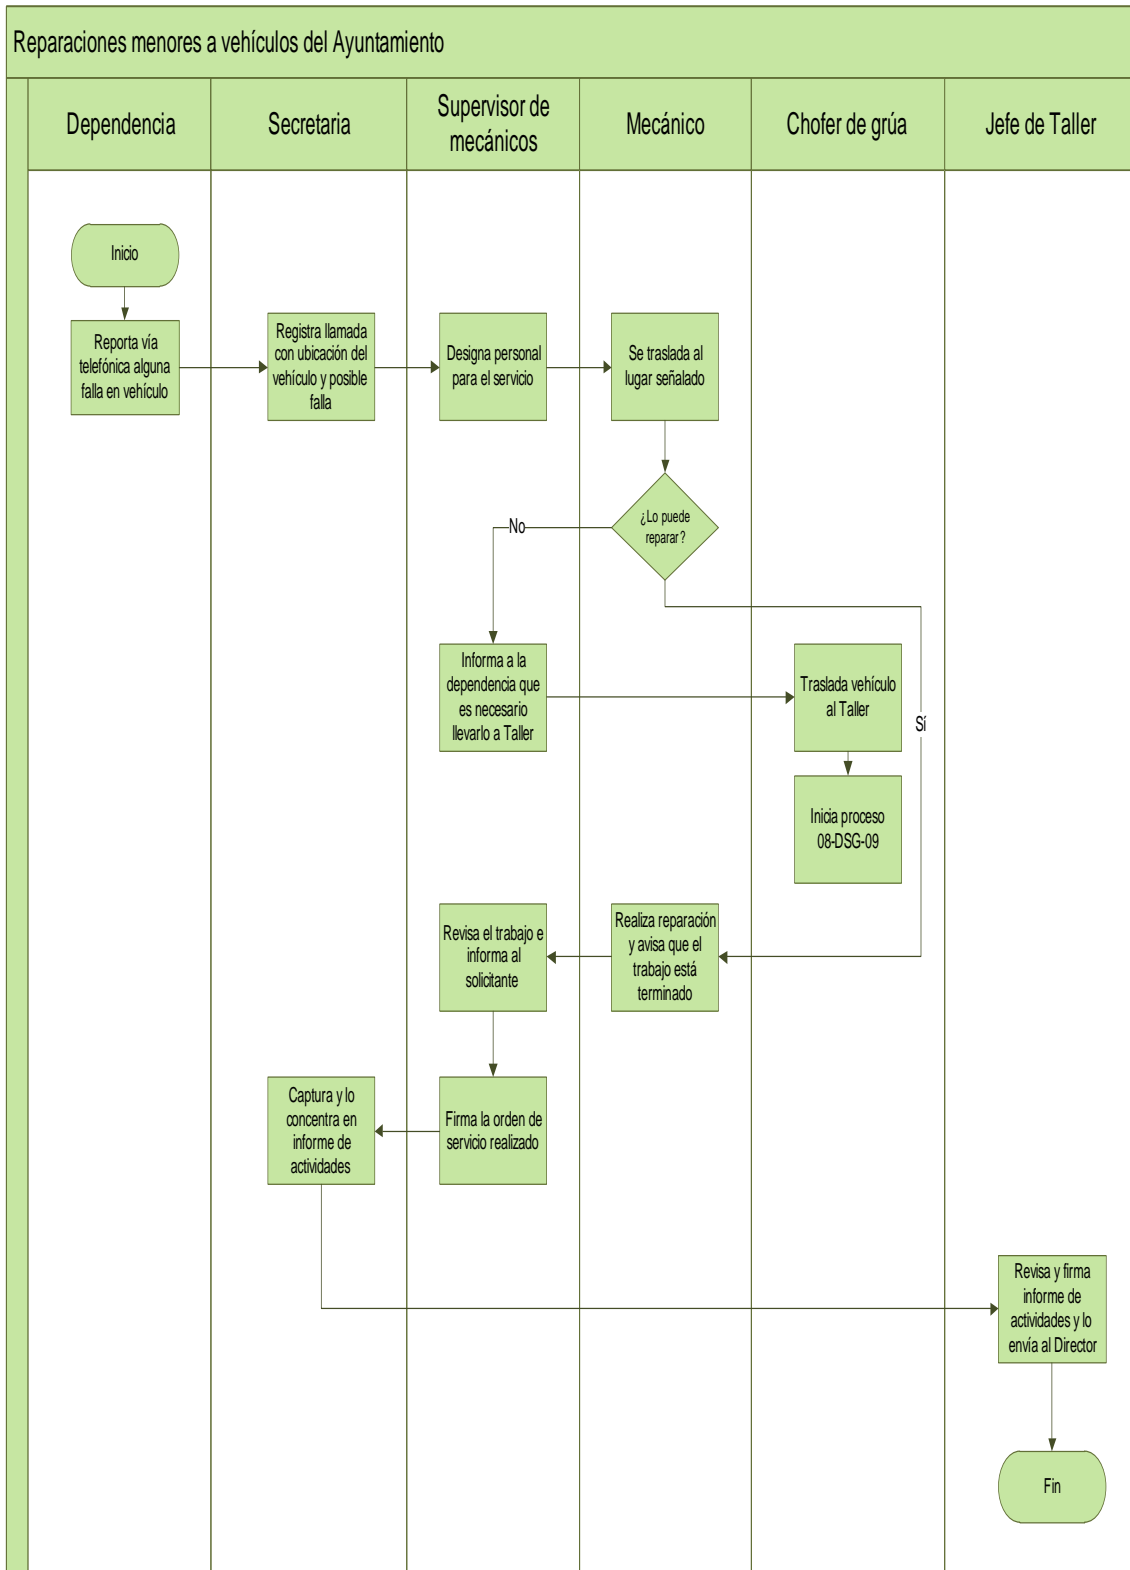 Reparaciones menores a vehículos del Ayuntamiento
Dependencia
Secretaria
Supervisor de
mecánicos
Mecánico
Chofer de grúa
Jefe de Taller
Inicio
Reporta vía
telefónica alguna
falla en vehículo
Registra llamada
con ubicación del
vehículo y posible
falla
Designa personal
para el servicio
Se traslada al
lugar señalado
¿Lo puede
reparar?
No
Informa a la
dependencia que
es necesario
llevarlo a Taller
Traslada vehículo
al Taller
Sí
Inicia proceso
08-DSG-09
Revisa el trabajo e
informa al
solicitante
Realiza reparación
y avisa que el
trabajo está
terminado
Captura y lo
concentra en
informe de
actividades
Firma la orden de
servicio realizado
Revisa y firma
informe de
actividades y lo
envía al Director
Fin